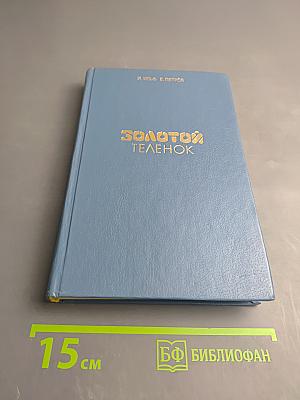 И. ИЛЬФ Е. ПЕТРОВ
ЗОЛОТОЙ
ТЕЛЕНОК
15 см
БФ БИБЛИОФАН